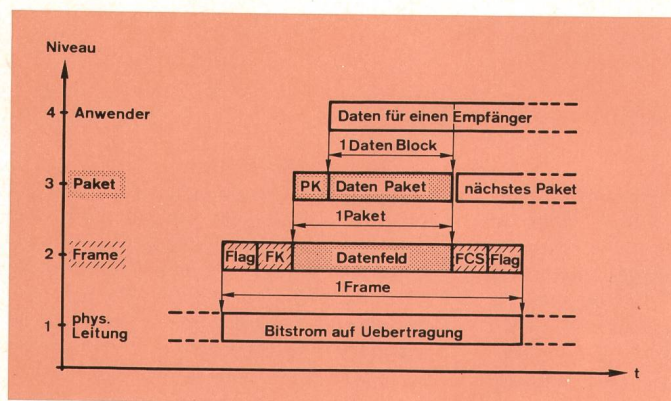 Niveau
4 Anwender
Daten für einen Empfänger
1 Daten Block
3 Paket
PK Daten Paket
nächstes Paket
1 Paket
2 Frame
Flag FK Datenfeld FCS Flag
1 Frame
1 phys.
Leitung
Bitstrom auf Uebertragung
t